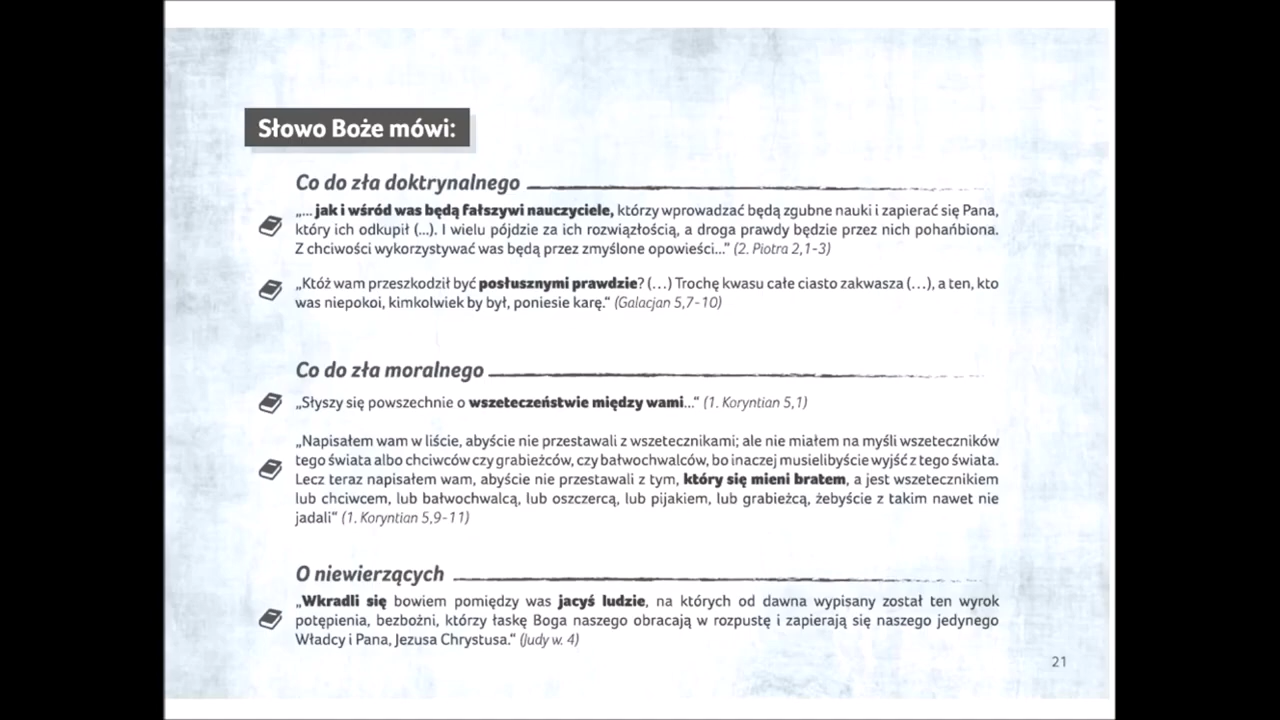 Słowo Boże mówi:
Co do zła doktrynalnego
„... jak i wśród was będą fałszywi nauczyciele, którzy wprowadzać będą zgubne nauki i zapierać się Pana,
który ich odkupił (...). I wielu pójdzie za ich rozwiązłością, a droga prawdy będzie przez nich pohańbiona.
Z chciwości wykorzystywać was będą przez zmyślone opowieści...” (2. Piotra 2,1-3)
„Któż wam przeszkodził być posłusznymi prawdzie? (...) Trochę kwasu całe ciasto zakwasza (...), a ten, kto
was niepokoi, kimkolwiek by był, poniesie karę.“ (Galacjan 5,7-10)
Co do zła moralnego
„Słyszy się powszechnie o wszeteczeństwie między wami...“ (1. Koryntian 5,1)
„Napisałem wam w liście, abyście nie przestawali z wszetecznikami; ale nie miałem na myśli wszeteczników
tego świata albo chciwców czy grabieżców, czy bałwochwalców, bo inaczej musielibyście wyjść z tego świata.
Lecz teraz napisałem wam, abyście nie przestawali z tym, który się mieni bratem, a jest wszetecznikiem
lub chciwcem, lub bałwochwalcą, lub oszczercą, lub pijakiem, lub grabieżcą, żebyście z takim nawet nie
jadali“ (1. Koryntian 5,9-11)
O niewierzących
„Wkradli się bowiem pomiędzy was jacyś ludzie, na których od dawna wypisany został ten wyrok
potępienia, bezbożni, którzy łaskę Boga naszego obracają w rozpustę i zapierają się naszego jedynego
Władcy i Pana, Jezusa Chrystusa.“ (Judy w. 4)
21